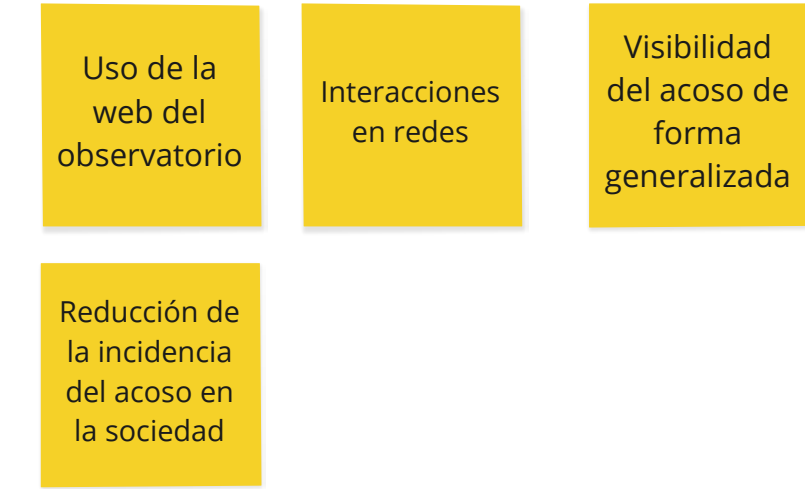 Uso de la
web del
observatorio
Interacciones
en redes
Visibilidad
del acoso de
forma
generalizada
Reducción de
la incidencia
del acoso en
la sociedad